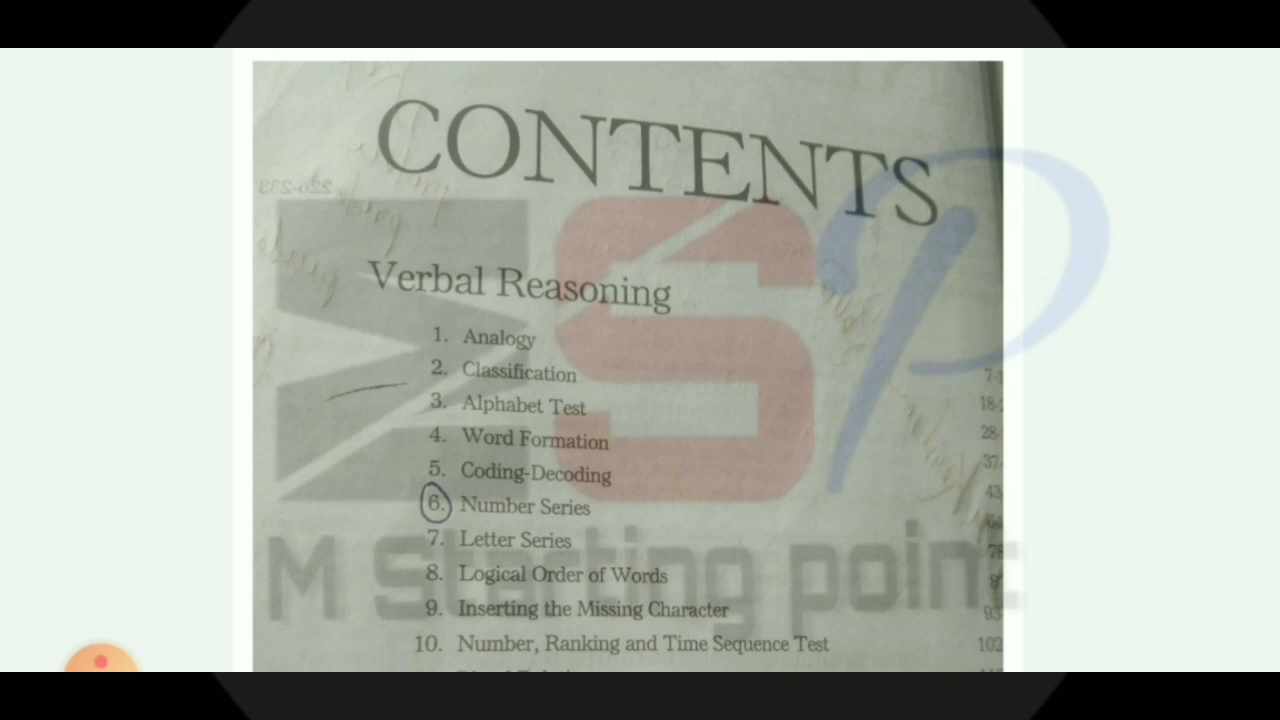 CONTENTS
Verbal Reasoning
1. Analogy
2. Classification
3. Alphabet Test
4. Word Formation
5. Coding-Decoding
6. Number Series
7. Letter Series
8. Logical Order of Words
9. Inserting the Missing Character
10. Number, Ranking and Time Sequence Test 102
MSP
M Starting point